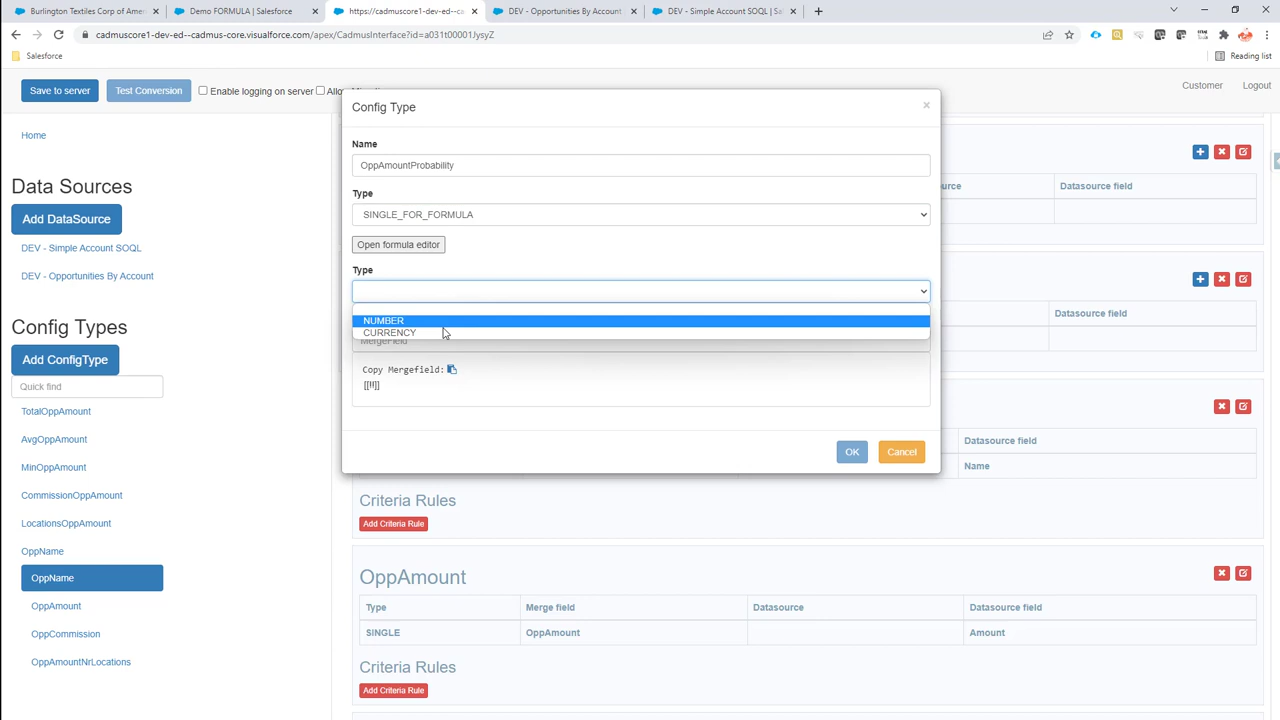 Burlington Textiles Corp of Amer
Demo FORMULA | Salesforce
https://cadmuscore1-dev-ed--ca
DEV - Opportunities By Account
DEV - Simple Account SOQL | Sa
cadmuscore1-dev-ed--cadmus-core.visualforce.com/apex/CadmusInterface?id=a031t00001JysyZ
Salesforce
Reading list
Save to server
Test Conversion
Enable logging on server
Customer
Logout
Home
Data Sources
Add DataSource
DEV - Simple Account SOQL
DEV - Opportunities By Account
Config Types
Add ConfigType
Quick find
TotalOppAmount
AvgOppAmount
MinOppAmount
CommissionOppAmount
LocationsOppAmount
OppName
OppName
OppAmount
OppCommission
OppAmountNrLocations
Config Type
×
Name
OppAmountProbability
Type
SINGLE_FOR_FORMULA
Open formula editor
Type
NUMBER
CURRENCY
MergeField
Copy Mergefield:
[[!!]]
OK
Cancel
Datasource field
Datasource field
Datasource field
Name
Criteria Rules
Add Criteria Rule
OppAmount
Type Merge field Datasource Datasource field
SINGLE OppAmount Amount
Criteria Rules
Add Criteria Rule